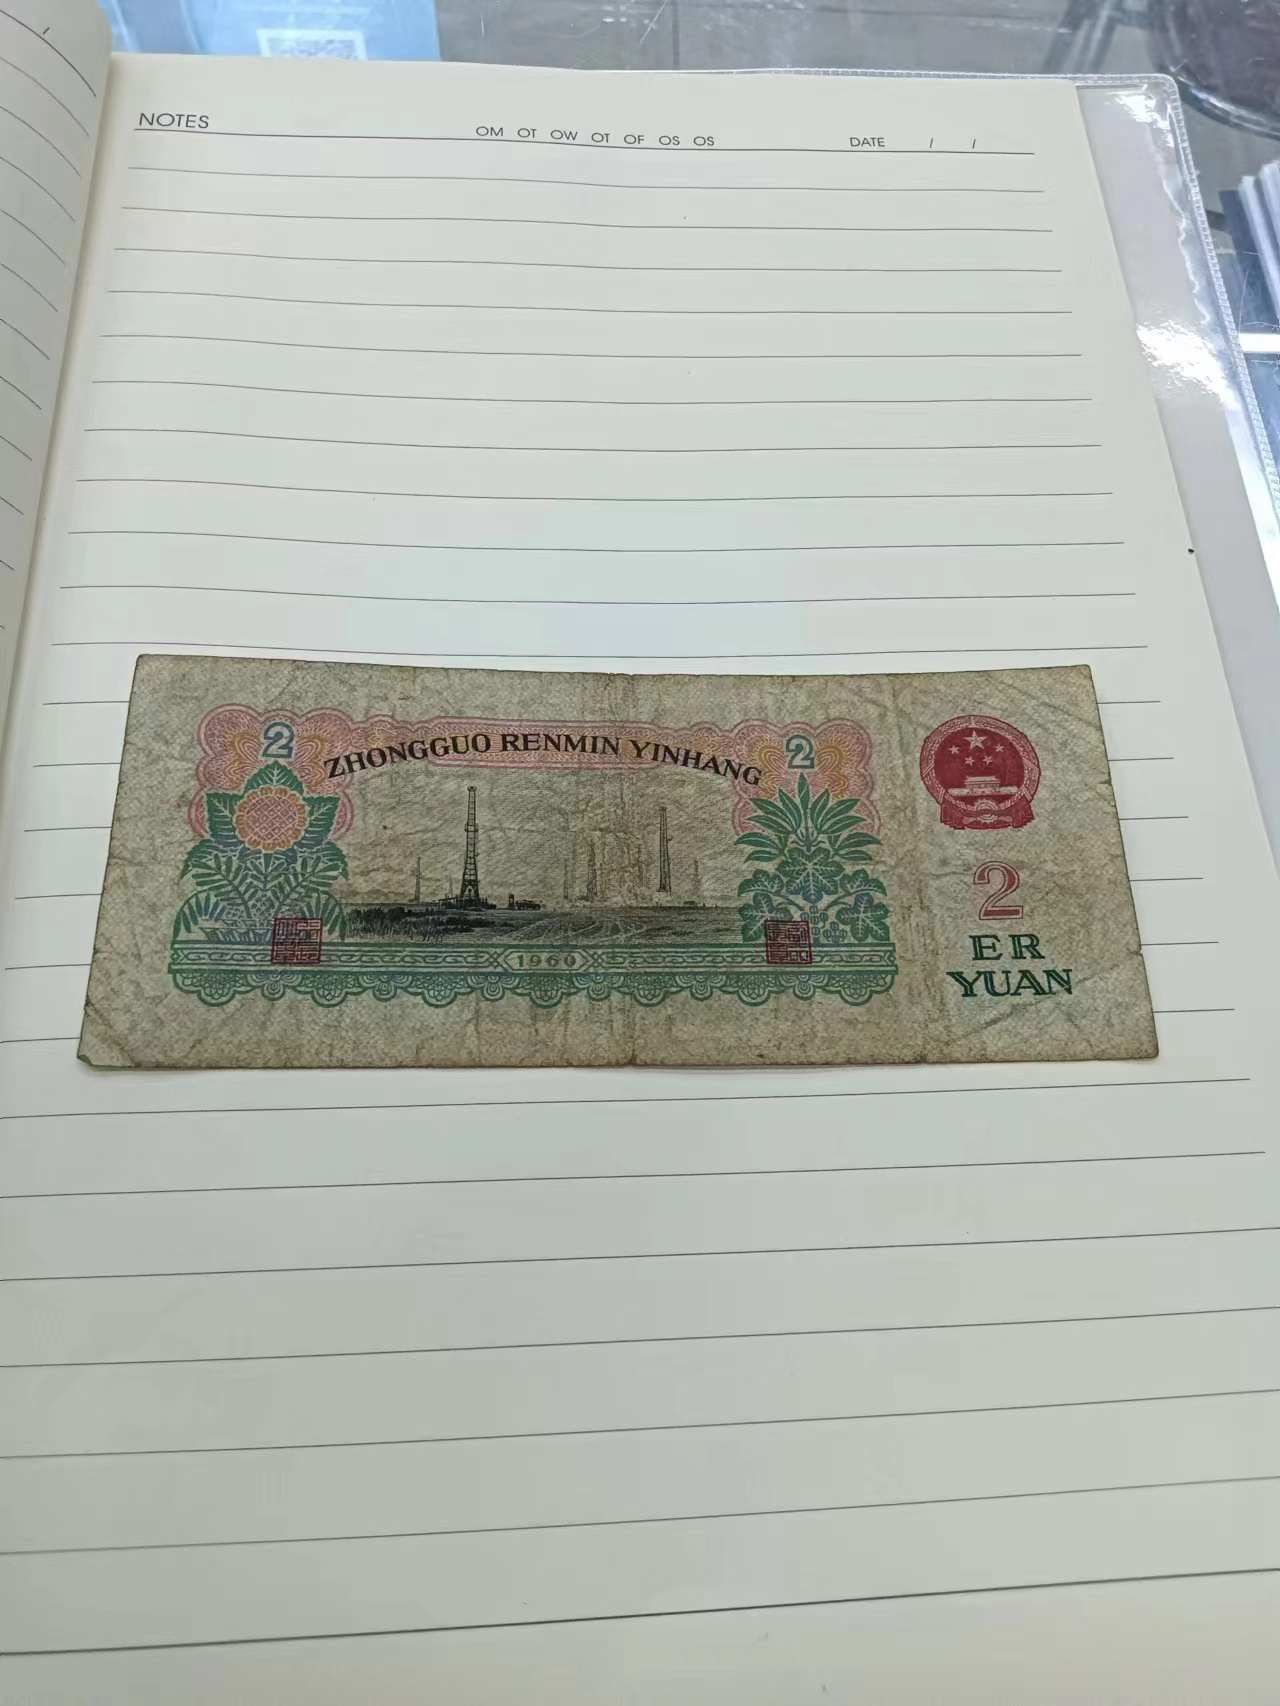 NOTES OM OT OW OT OF OS OS DATE / /
2 ZHONGGUO RENMIN YINHANG 2
2
ER
YUAN
1960